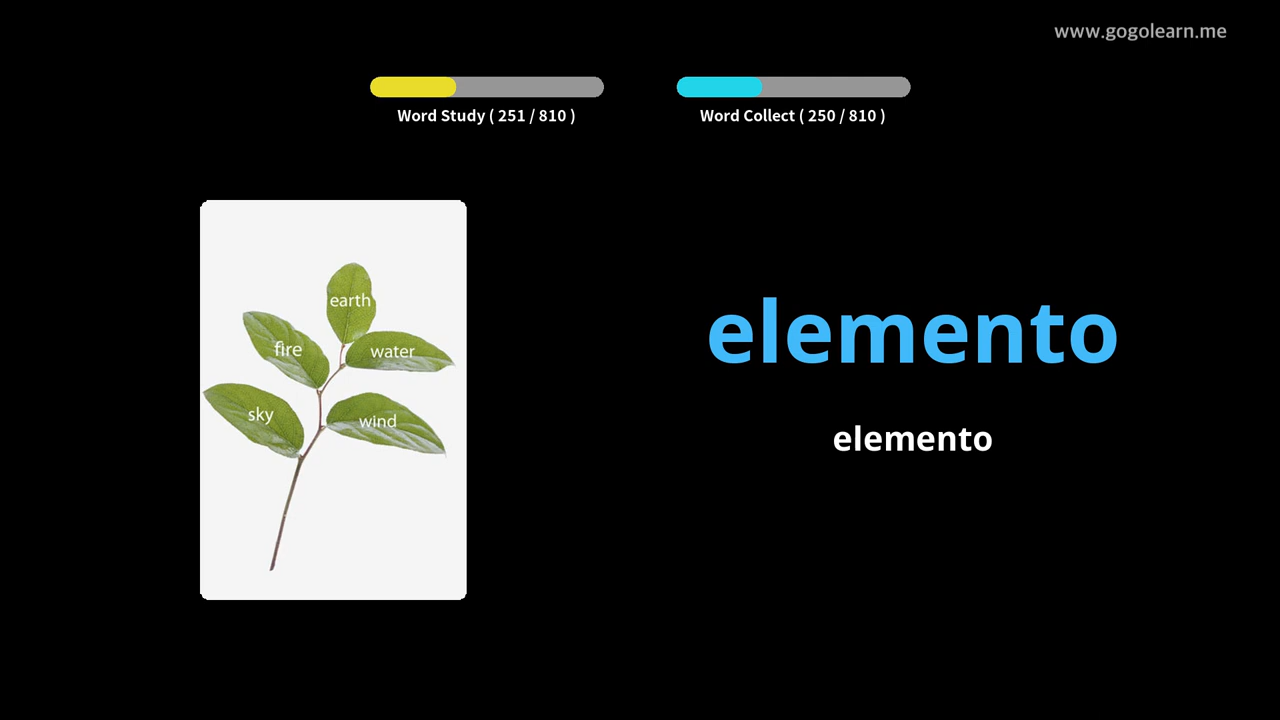 www.gogolearn.me
Word Study ( 251 / 810 )
Word Collect ( 250 / 810 )
earth
fire
water
sky
wind
elemento
elemento